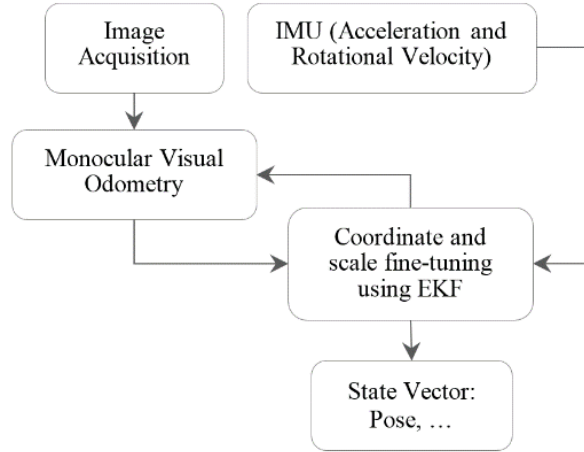 Image
Acquisition
IMU (Acceleration and
Rotational Velocity)
Monocular Visual
Odometry
Coordinate and
scale fine-tuning
using EKF
State Vector:
Pose, …